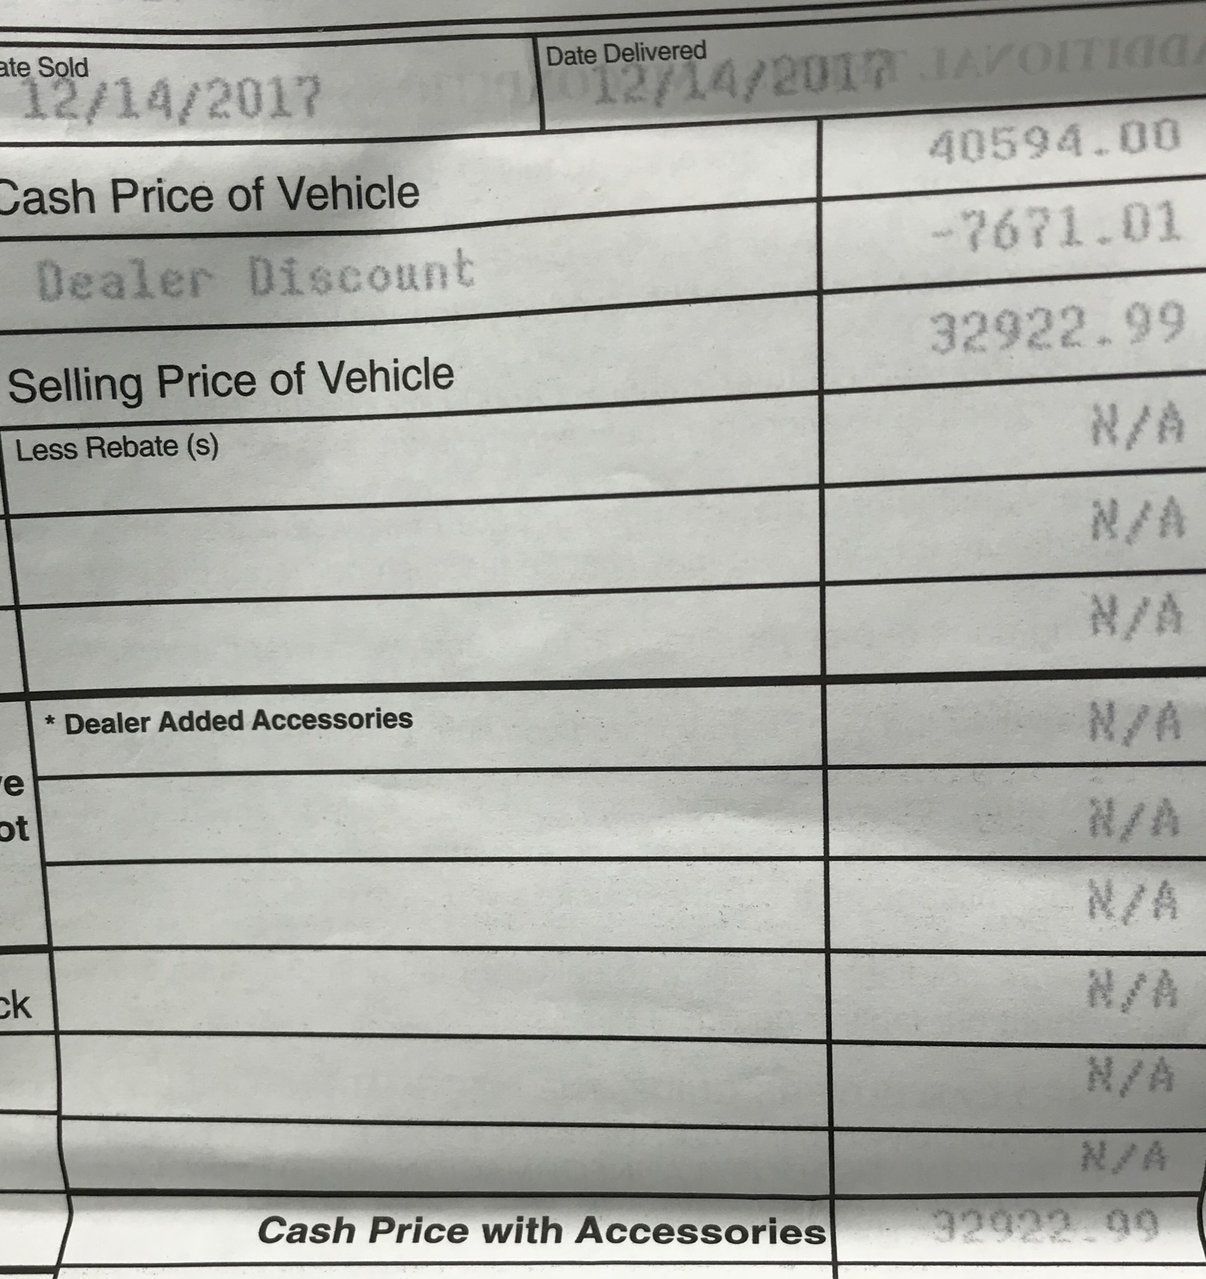 ate Sold
12/14/2017
Date Delivered
12/14/2017
Cash Price of Vehicle 40594.00
Dealer Discount -7671.01
Selling Price of Vehicle 32922.99
Less Rebate (s) N/A
N/A
N/A
* Dealer Added Accessories N/A
ve
ot
N/A
N/A
ck
N/A
N/A
N/A
Cash Price with Accessories 32922.99